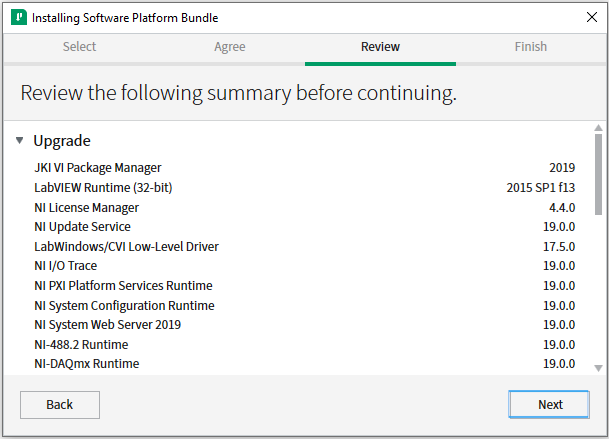 Installing Software Platform Bundle
Select Agree Review Finish
Review the following summary before continuing.
Upgrade
JKI VI Package Manager 2019
LabVIEW Runtime (32-bit) 2015 SP1 f13
NI License Manager 4.4.0
NI Update Service 19.0.0
LabWindows/CVI Low-Level Driver 17.5.0
NI I/O Trace 19.0.0
NI PXI Platform Services Runtime 19.0.0
NI System Configuration Runtime 19.0.0
NI System Web Server 2019 19.0.0
NI-488.2 Runtime 19.0.0
NI-DAQmx Runtime 19.0.0
Back Next